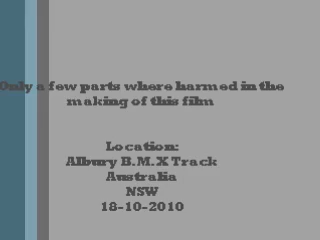 Only a few parts where harmed in the
making of this film
Location:
Albury B.M.X Track
Australia
NSW
18-10-2010